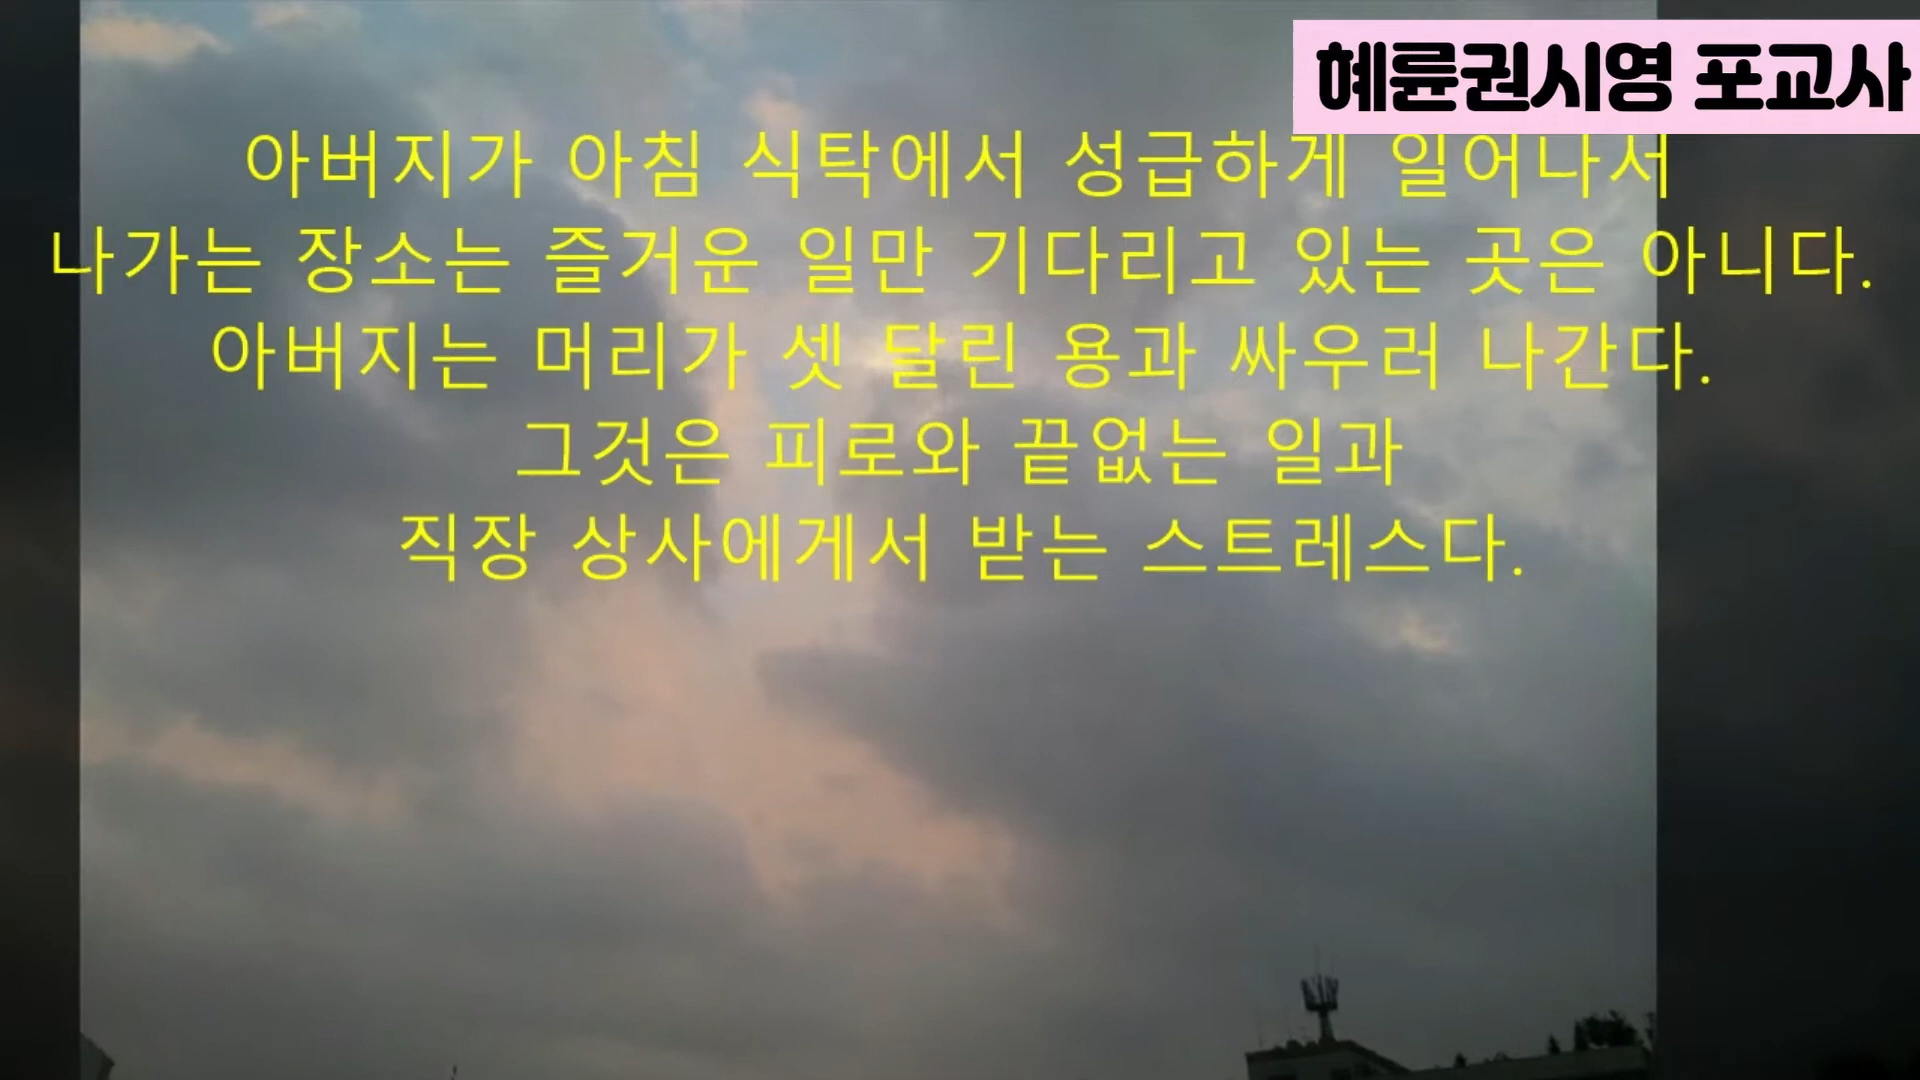 혜륜권시영 포교사
아버지가 아침 식탁에서 성급하게 일어나서
나가는 장소는 즐거운 일만 기다리고 있는 곳은 아니다.
아버지는 머리가 셋 달린 용과 싸우러 나간다.
그것은 피로와 끝없는 일과
직장 상사에게서 받는 스트레스다.